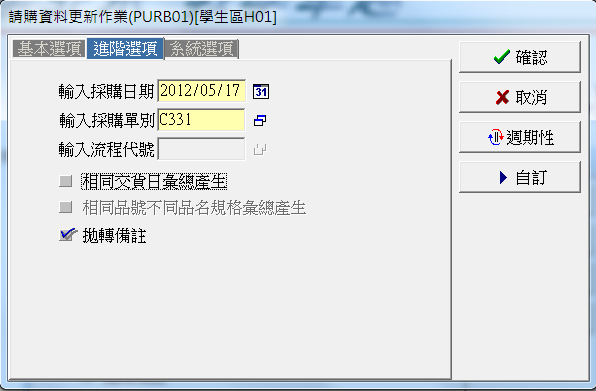 請購資料更新作業(PURB01)[學生區H01]
基本選項 進階選項 系統選項
輸入採購日期 2012/05/17 31
輸入採購單別 C331
輸入流程代號
相同交貨日彙總產生
相同品號不同品名規格彙總產生
拋轉備註
確認
取消
週期性
自訂